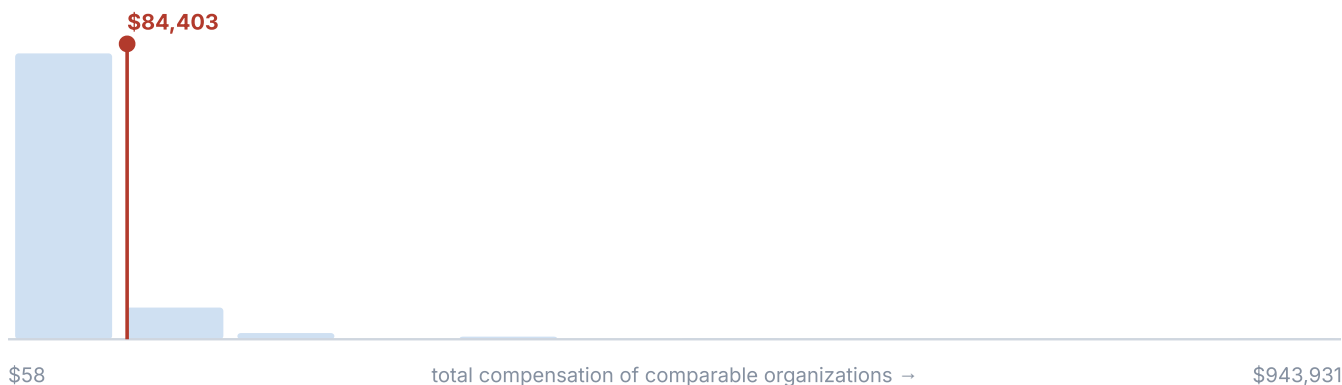 $84,403
$58 total compensation of comparable organizations → $943,931